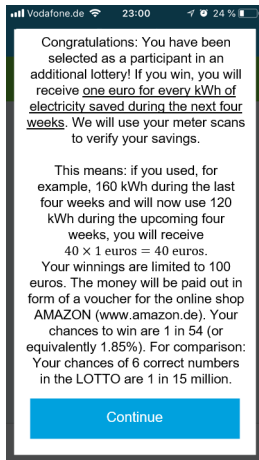 Vodafone.de 23:00 24 %
Congratulations: You have been
selected as a participant in an
additional lottery! If you win, you will
receive one euro for every kWh of
electricity saved during the next four
weeks. We will use your meter scans
to verify your savings.
This means: if you used, for
example, 160 kWh during the last
four weeks and will now use 120
kWh during the upcoming four
weeks, you will receive
40 × 1 euros = 40 euros.
Your winnings are limited to 100
euros. The money will be paid out in
form of a voucher for the online shop
AMAZON (www.amazon.de). Your
chances to win are 1 in 54 (or
equivalently 1.85%). For comparison:
Your chances of 6 correct numbers
in the LOTTO are 1 in 15 million.
Continue